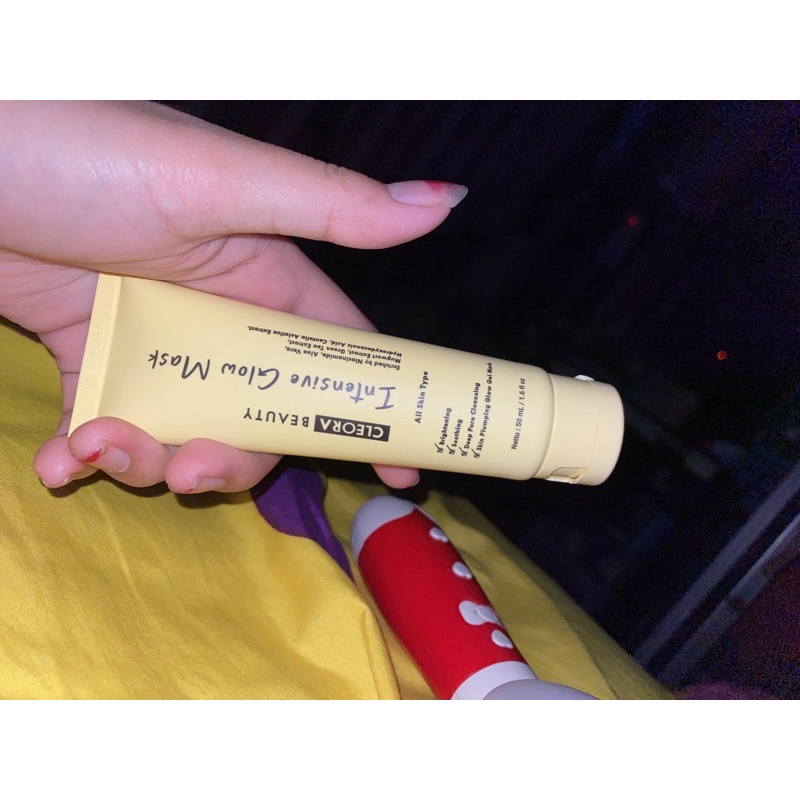 CLEORA BEAUTY
Intensive Glow Mask
Enriched by Niacinamide, Aloe Vera,
Mugwort Extract, Green Tea Extract,
Hydroxydecanoic Acid, Centella Asiatica Extract.
All Skin Type
Brightening
Soothing
Deep Pore Cleansing
Skin Plumping Glow Gel Mask
Netto : 50 mL / 1.6 fl oz